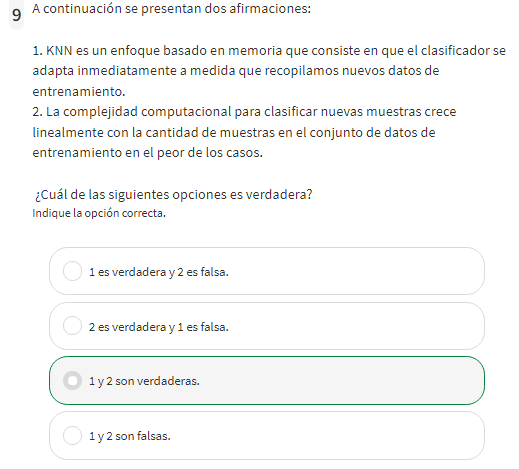 9 A continuación se presentan dos afirmaciones:
1. KNN es un enfoque basado en memoria que consiste en que el clasificador se
adapta inmediatamente a medida que recopilamos nuevos datos de
entrenamiento.
2. La complejidad computacional para clasificar nuevas muestras crece
linealmente con la cantidad de muestras en el conjunto de datos de
entrenamiento en el peor de los casos.
¿Cuál de las siguientes opciones es verdadera?
Indique la opción correcta.
1 es verdadera y 2 es falsa.
2 es verdadera y 1 es falsa.
1 y 2 son verdaderas.
1 y 2 son falsas.